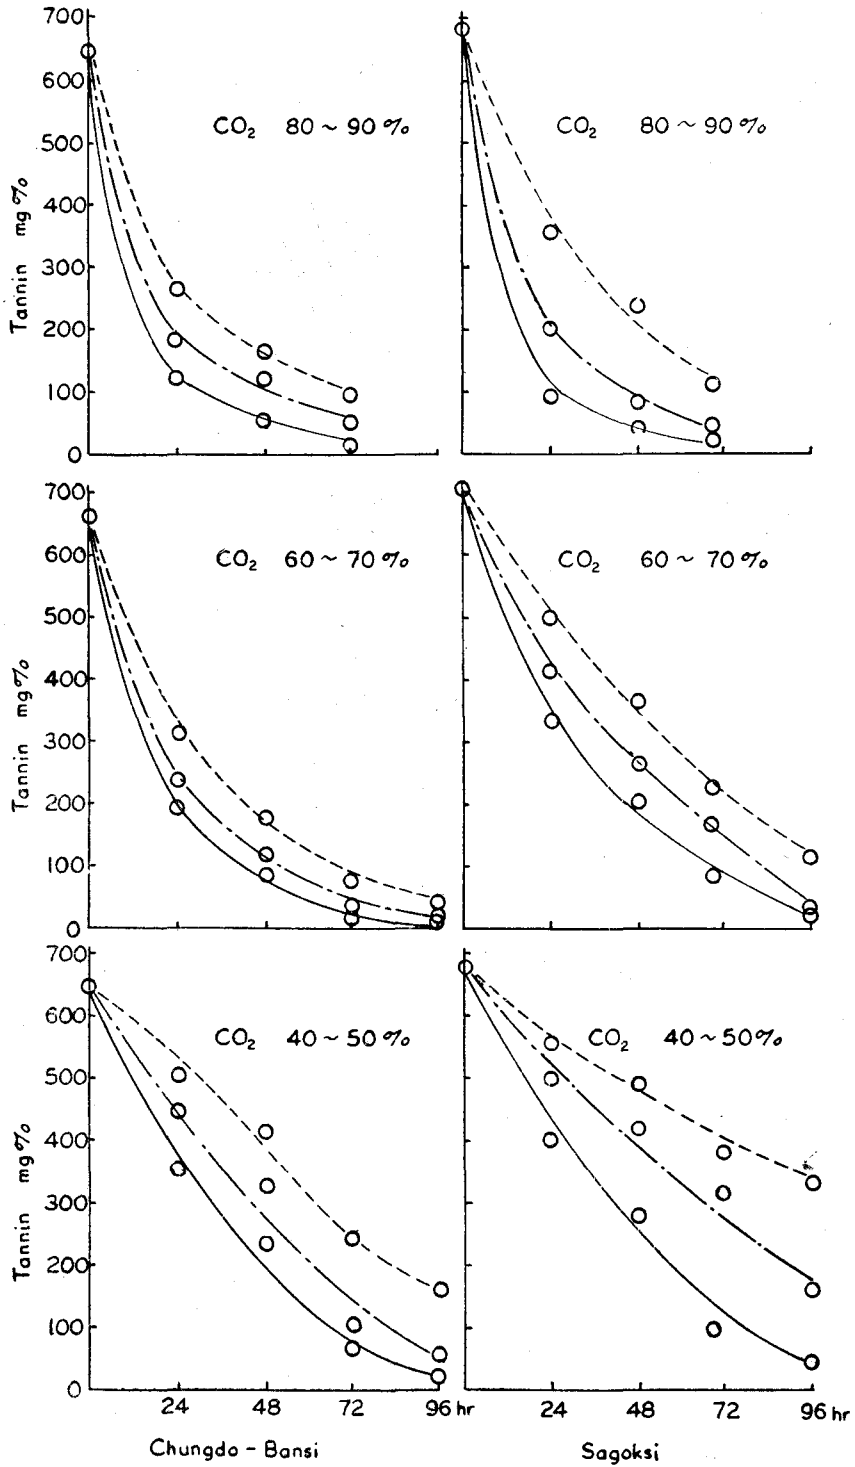 700
600
500
400
300
200
100
0
Tannin mg%
CO₂ 80 ~ 90 %
CO₂ 80 ~ 90 %
700
600
500
400
300
200
100
0
Tannin mg%
CO₂ 60 ~ 70 %
CO₂ 60 ~ 70 %
700
600
500
400
300
200
100
0
Tannin mg%
CO₂ 40 ~ 50 %
CO₂ 40 ~ 50 %
24 48 72 96 hr
24 48 72 96 hr
Chungdo - Bansi
Sagoksi